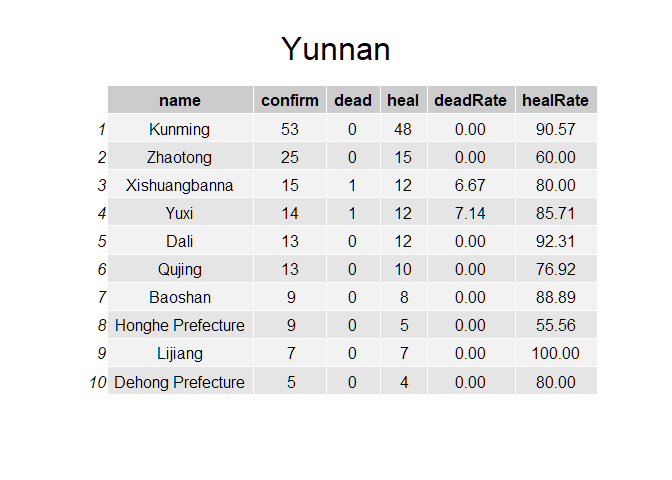 Yunnan
name confirm dead heal deadRate healRate
1 Kunming 53 0 48 0.00 90.57
2 Zhaotong 25 0 15 0.00 60.00
3 Xishuangbanna 15 1 12 6.67 80.00
4 Yuxi 14 1 12 7.14 85.71
5 Dali 13 0 12 0.00 92.31
6 Qujing 13 0 10 0.00 76.92
7 Baoshan 9 0 8 0.00 88.89
8 Honghe Prefecture 9 0 5 0.00 55.56
9 Lijiang 7 0 7 0.00 100.00
10 Dehong Prefecture 5 0 4 0.00 80.00